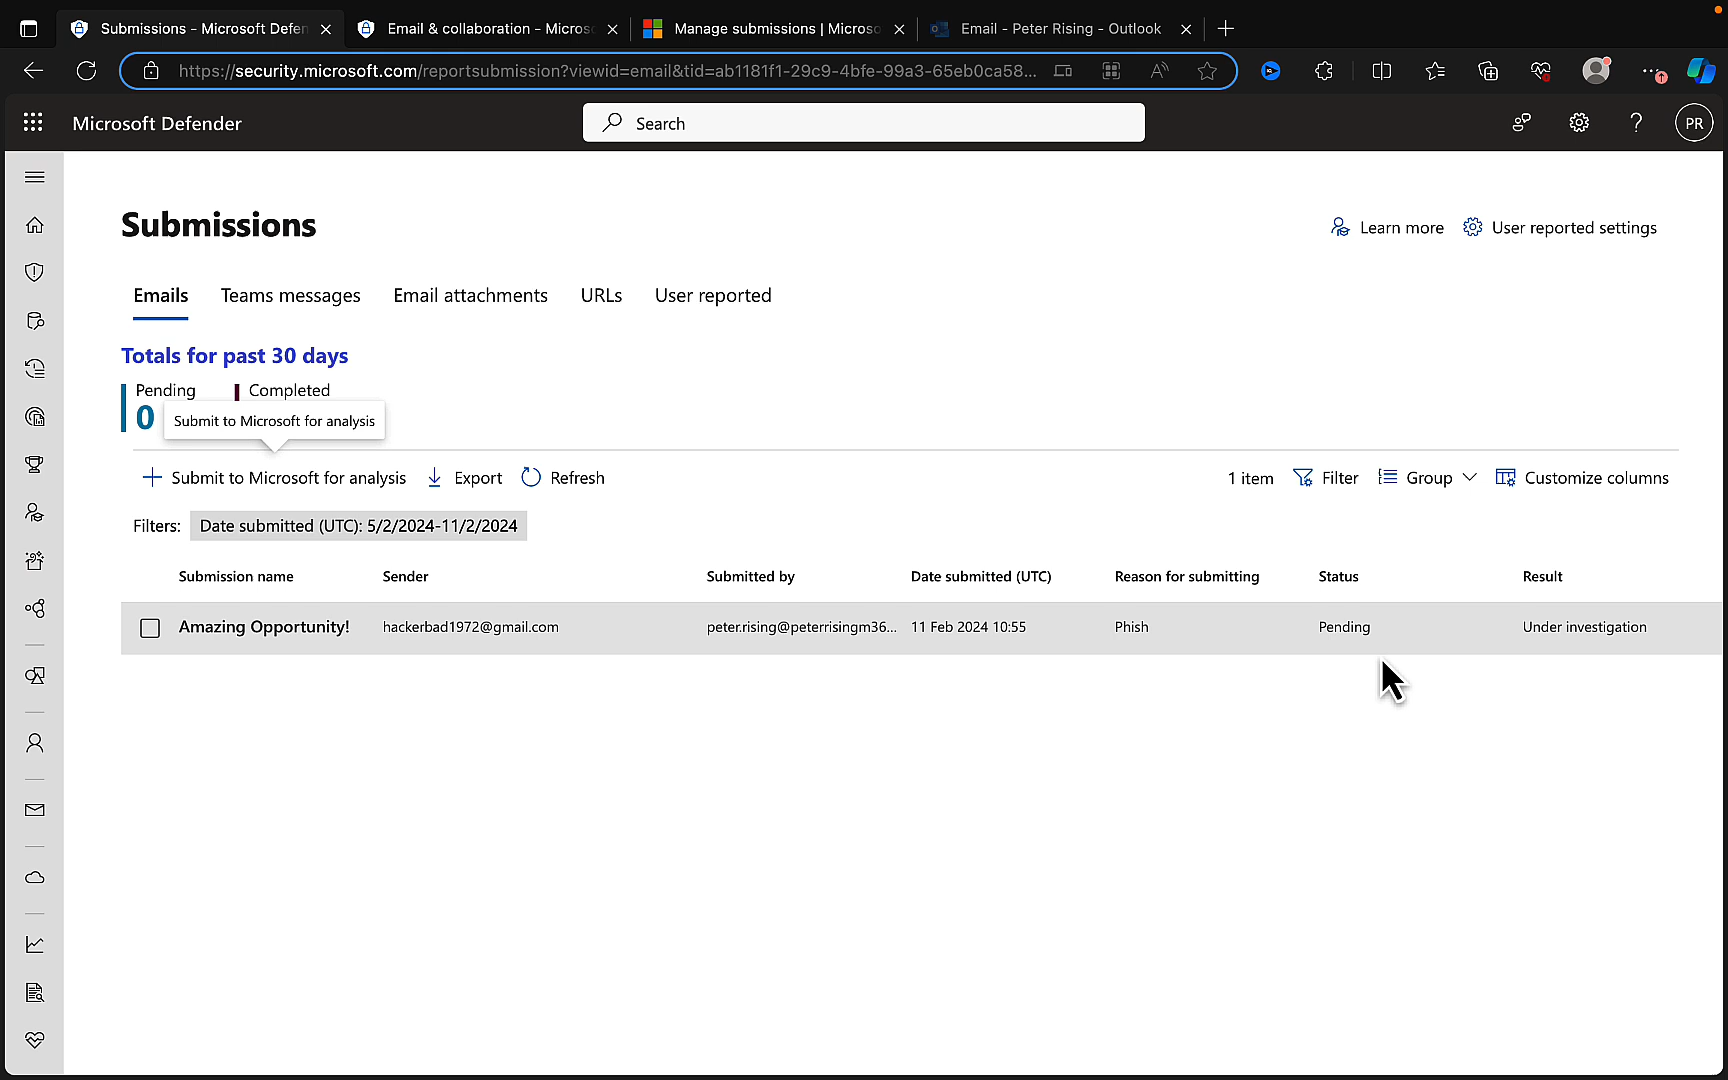 Submissions - Microsoft Defen
Email & collaboration - Micros
Manage submissions | Microso
Email - Peter Rising - Outlook
https://security.microsoft.com/reportsubmission?viewid=email&tid=ab1181f1-29c9-4bfe-99a3-65eb0ca58...
Microsoft Defender
Search
PR
Submissions
Learn more
User reported settings
Emails
Teams messages
Email attachments
URLs
User reported
Totals for past 30 days
Pending
Completed
0
Submit to Microsoft for analysis
Submit to Microsoft for analysis
Export
Refresh
1 item
Filter
Group
Customize columns
Filters:
Date submitted (UTC): 5/2/2024-11/2/2024
Submission name
Sender
Submitted by
Date submitted (UTC)
Reason for submitting
Status
Result
Amazing Opportunity!
hackerbad1972@gmail.com
peter.rising@peterrisingm36...
11 Feb 2024 10:55
Phish
Pending
Under investigation